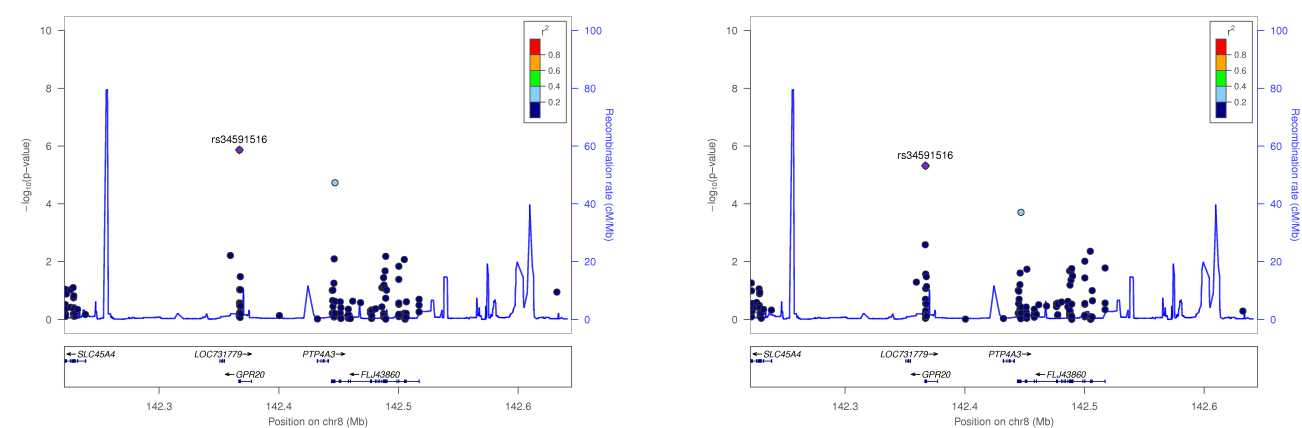 10
8
6
4
2
0
− log10(p−value)
100
80
60
40
20
0
Recombination rate (cM/Mb)
r2
0.8
0.6
0.4
0.2
rs34591516
SLC45A4
LOC731779
PTP4A3
GPR20
FLJ43860
142.3 142.4 142.5 142.6
Position on chr8 (Mb)
10
8
6
4
2
0
− log10(p−value)
100
80
60
40
20
0
Recombination rate (cM/Mb)
r2
0.8
0.6
0.4
0.2
rs34591516
SLC45A4
LOC731779
PTP4A3
GPR20
FLJ43860
142.3 142.4 142.5 142.6
Position on chr8 (Mb)